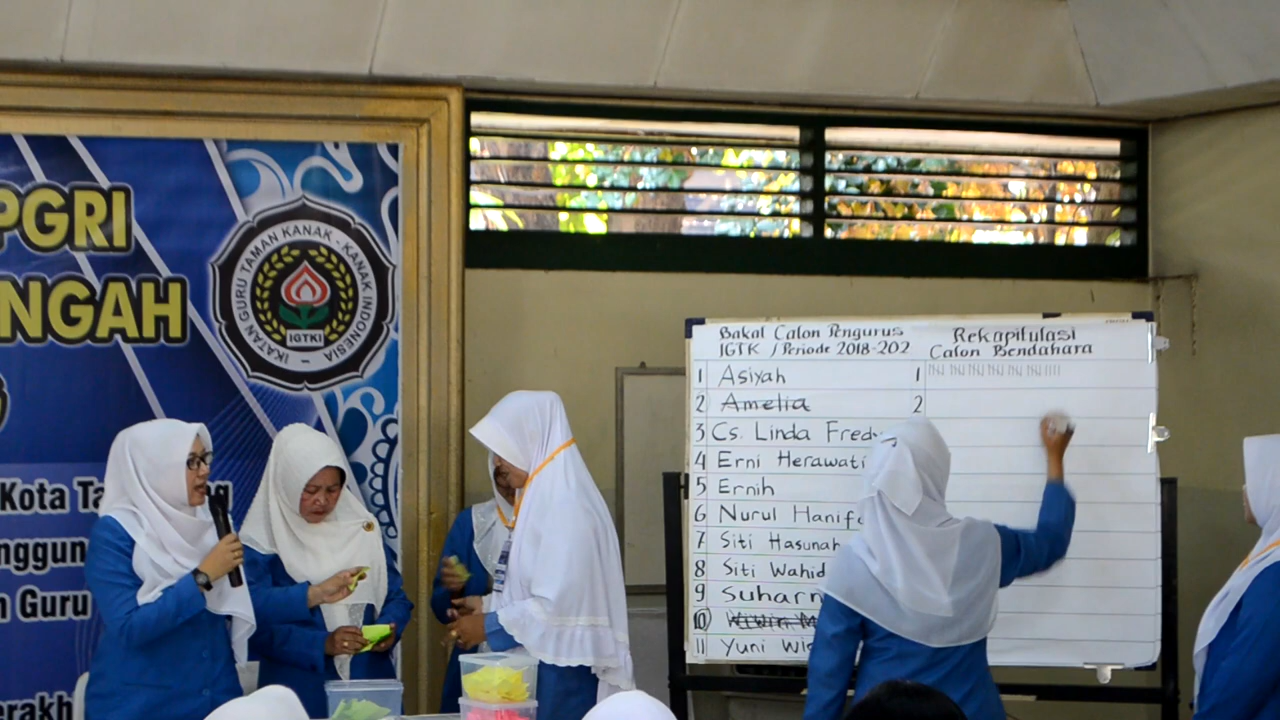 PGRI
NGAH
IKATAN GURU TAMAN KANAK - KANAK INDONESIA
IGTKI
Kota Ta
nggun
Guru
erakh
Bakal Calon Pengurus
IGTK / Periode 2018-202
Rekapitulasi
Calon Bendahara
1 Asiyah 1
2 Amelia 2
3 Cs. Linda Fred
4 Erni Herawati
5 Ernih
6 Nurul Hanifa
7 Siti Hasunah
8 Siti Wahid
9 Suharn
10
11 Yuni Wi